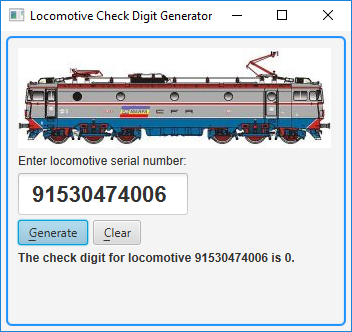 Locomotive Check Digit Generator
CFR
Enter locomotive serial number:
91530474006
Generate Clear
The check digit for locomotive 91530474006 is 0.